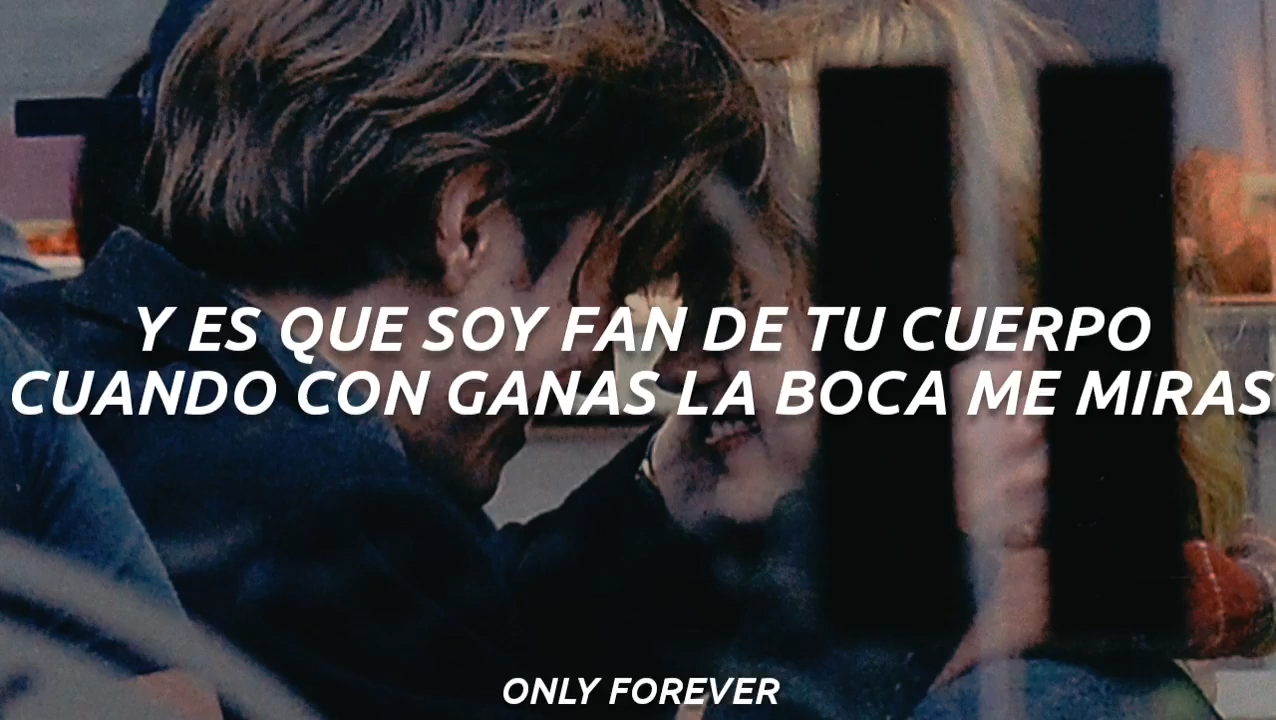 Y ES QUE SOY FAN DE TU CUERPO
CUANDO CON GANAS LA BOCA ME MIRAS
ONLY FOREVER